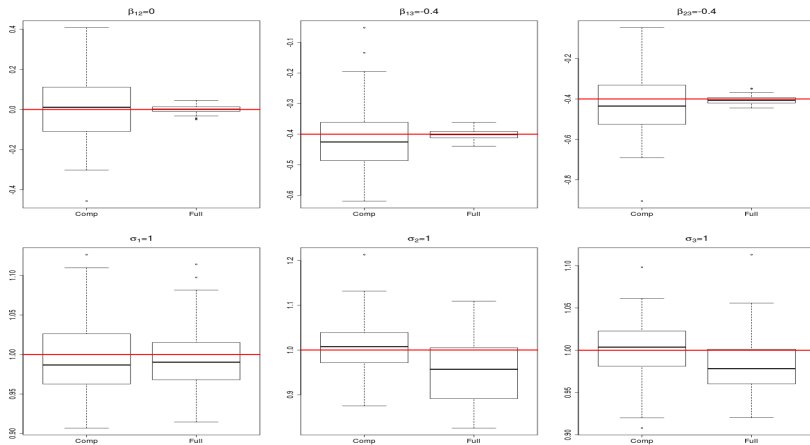 β12=0
0.4
0.2
0.0
-0.2
-0.4
Comp Full
β13=-0.4
-0.1
-0.2
-0.3
-0.4
-0.5
-0.6
Comp Full
β23=-0.4
-0.2
-0.4
-0.6
-0.8
Comp Full
σ1=1
1.10
1.05
1.00
0.95
0.90
Comp Full
σ2=1
1.2
1.1
1.0
0.9
Comp Full
σ3=1
1.10
1.05
1.00
0.95
0.90
Comp Full